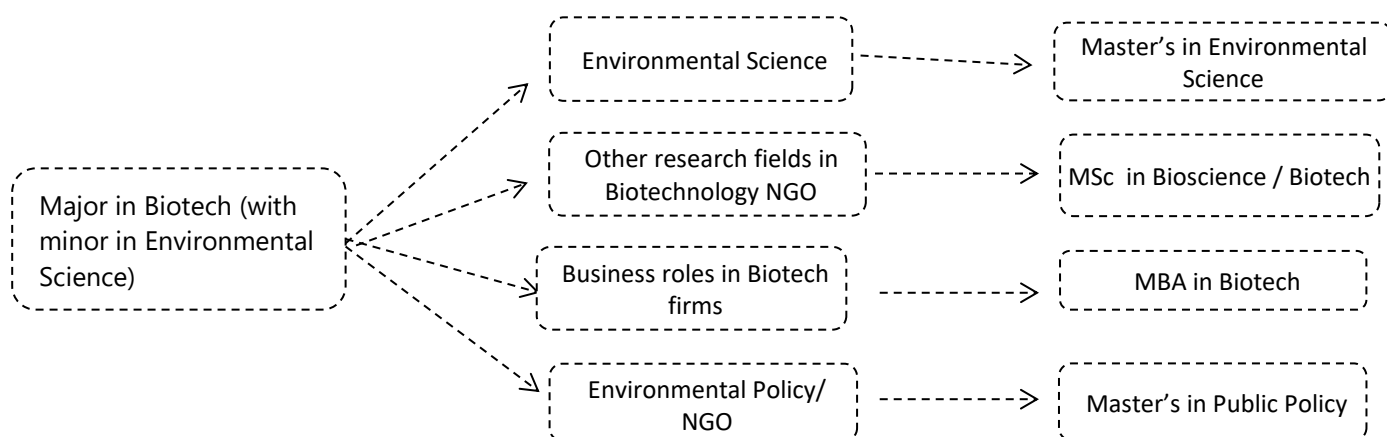 Major in Biotech (with
minor in Environmental
Science)
Environmental Science
Other research fields in
Biotechnology NGO
Business roles in Biotech
firms
Environmental Policy/
NGO
Master’s in Environmental
Science
MSc  in Bioscience / Biotech
MBA in Biotech
Master’s in Public Policy